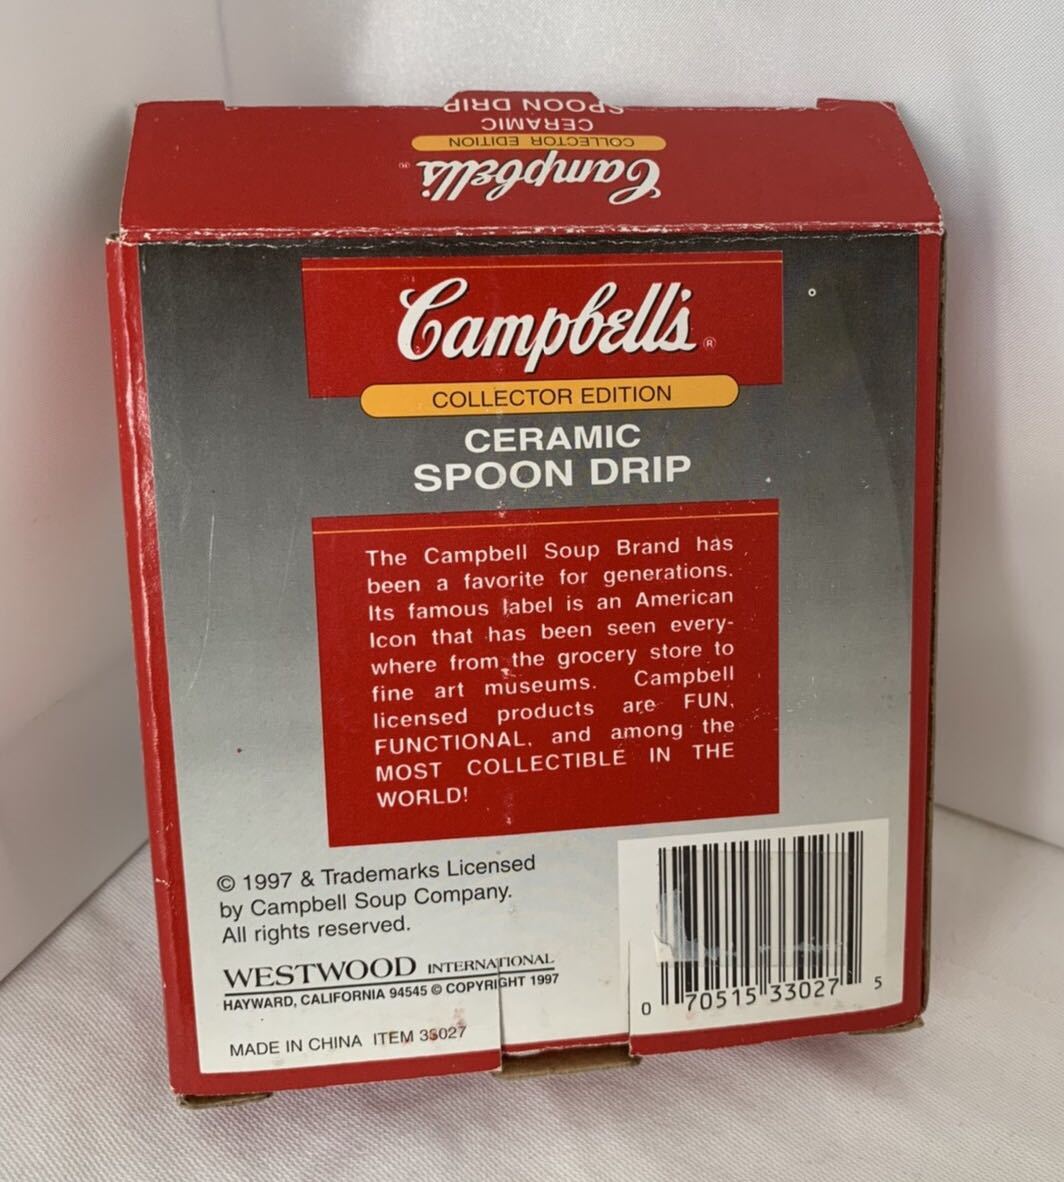 SPOON DRIP
CERAMIC
COLLECTOR EDITION
Campbell's®
Campbell's®
COLLECTOR EDITION
CERAMIC
SPOON DRIP
The Campbell Soup Brand has
been a favorite for generations.
Its famous label is an American
Icon that has been seen every-
where from the grocery store to
fine art museums. Campbell
licensed products are FUN,
FUNCTIONAL, and among the
MOST COLLECTIBLE IN THE
WORLD!
© 1997 & Trademarks Licensed
by Campbell Soup Company.
All rights reserved.
WESTWOOD INTERNATIONAL
HAYWARD, CALIFORNIA 94545 © COPYRIGHT 1997
MADE IN CHINA ITEM 33027
0 70515 33027 5